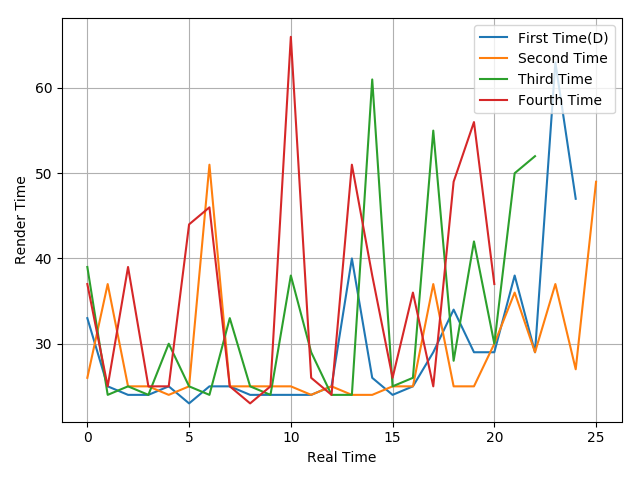 First Time(D)
Second Time
Third Time
Fourth Time
60
50
40
30
Render Time
0 5 10 15 20 25
Real Time